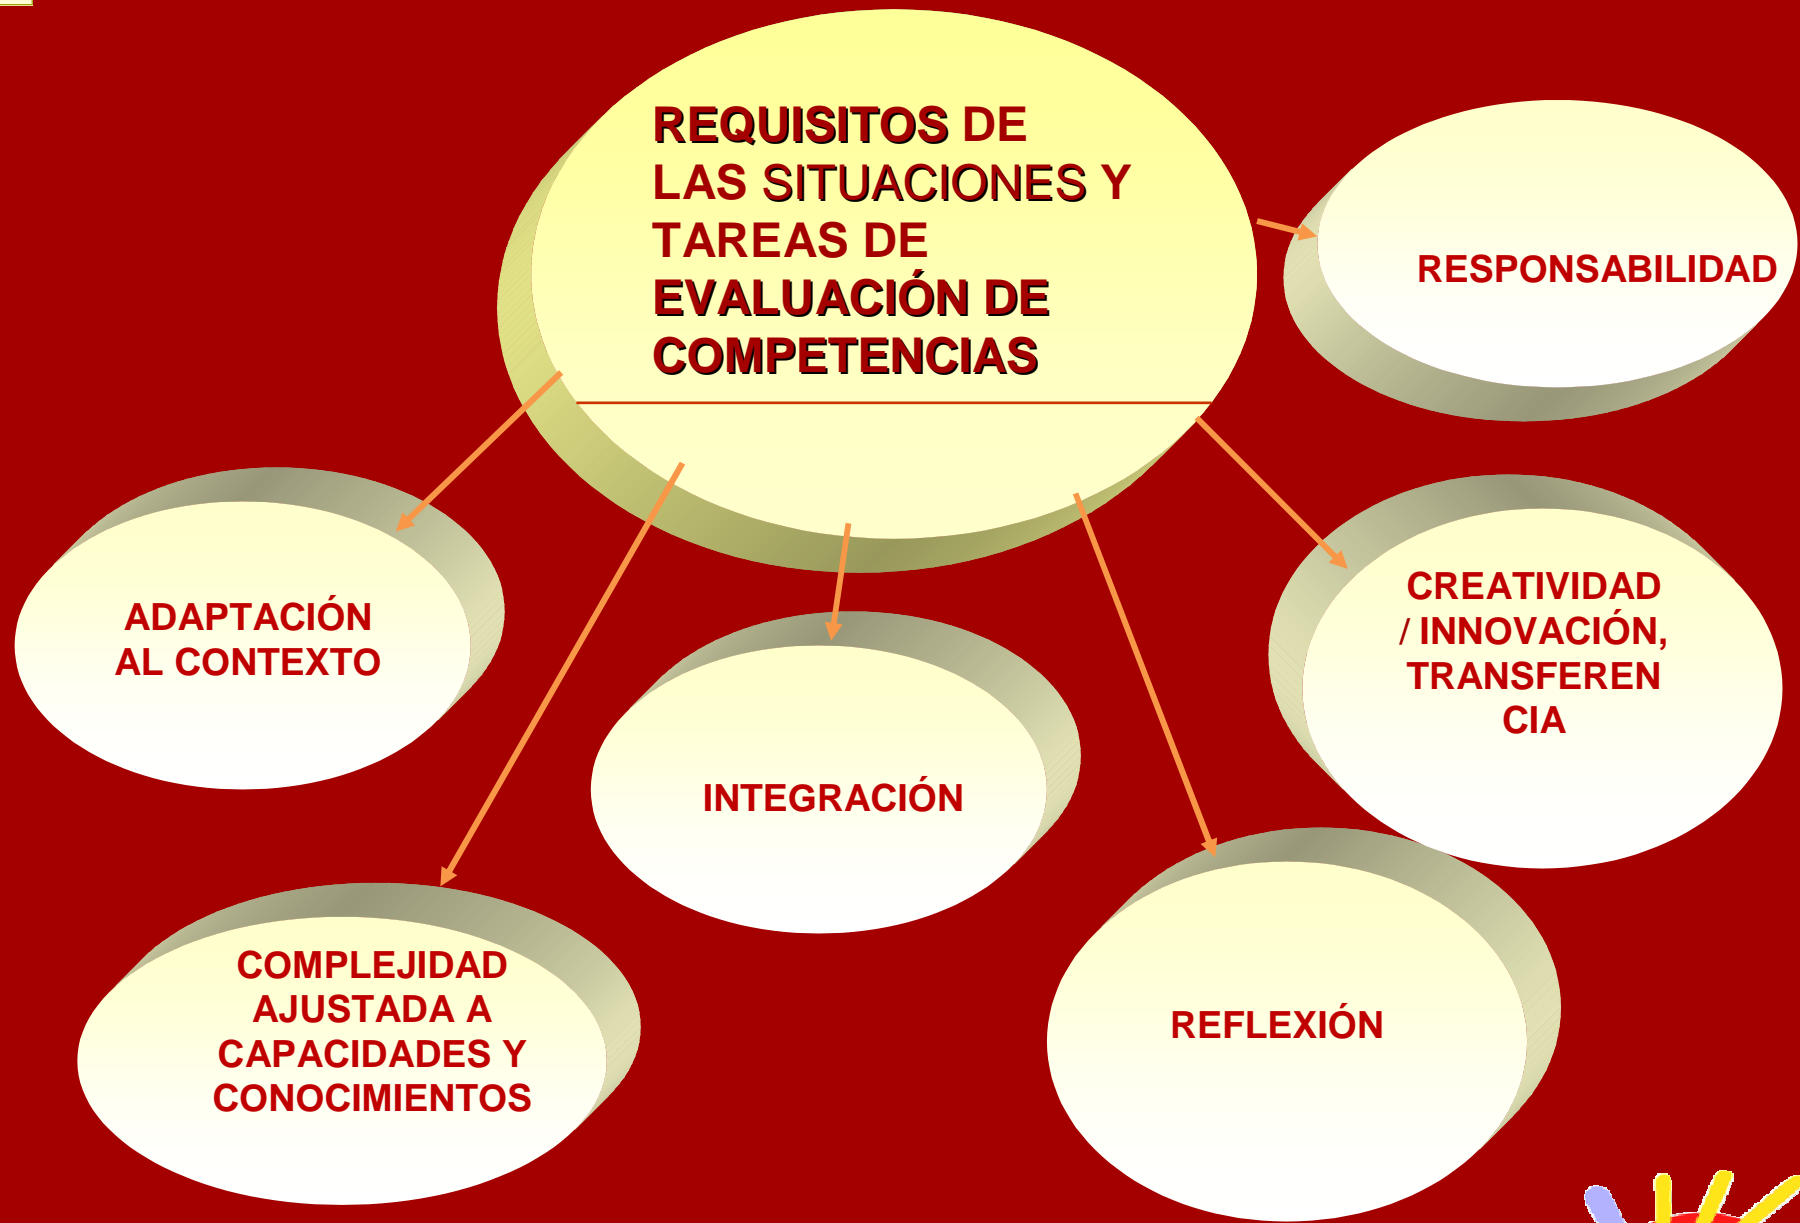 REQUISITOS DE
LAS SITUACIONES Y
TAREAS DE
EVALUACIÓN DE
COMPETENCIAS
RESPONSABILIDAD
ADAPTACIÓN
AL CONTEXTO
CREATIVIDAD
/ INNOVACIÓN,
TRANSFEREN
CIA
INTEGRACIÓN
COMPLEJIDAD
AJUSTADA A
CAPACIDADES Y
CONOCIMIENTOS
REFLEXIÓN